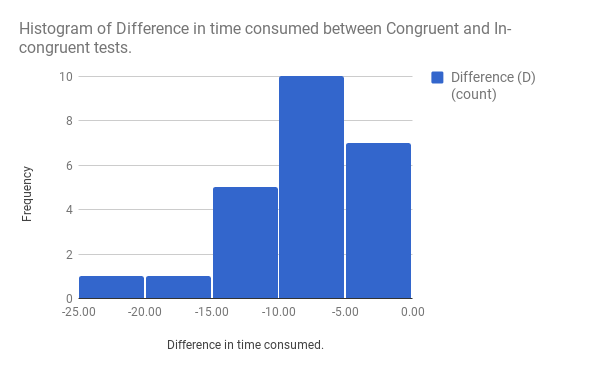 Histogram of Difference in time consumed between Congruent and In-
congruent tests.
Difference (D)
(count)
Frequency
10
8
6
4
2
0
-25.00
-20.00
-15.00
-10.00
-5.00
0.00
Difference in time consumed.